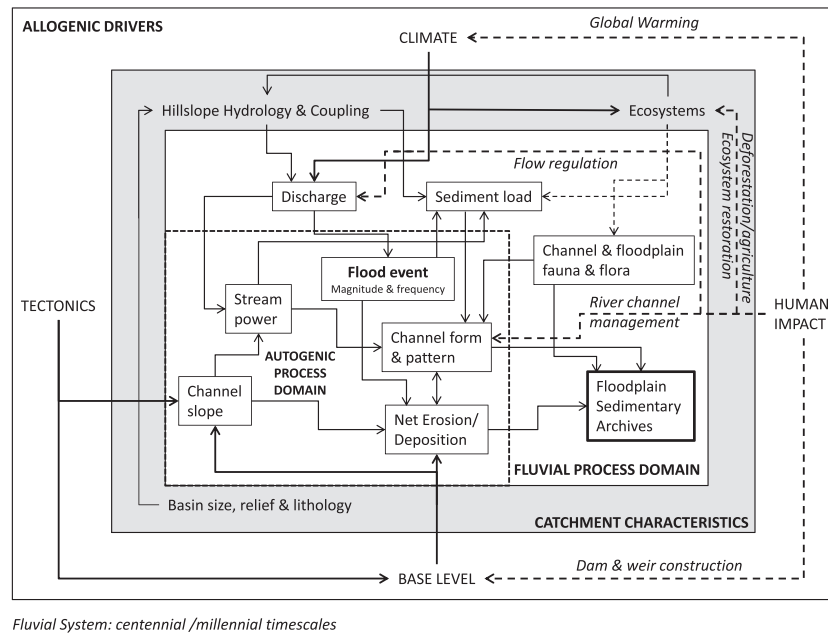 ALLOGENIC DRIVERS
Global Warming
CLIMATE
Hillslope Hydrology & Coupling
Ecosystems
Deforestation/agriculture
Ecosystem restoration
Flow regulation
Discharge
Sediment load
Channel & floodplain
fauna & flora
Flood event
Magnitude & frequency
Stream
power
TECTONICS
River channel
management
HUMAN
IMPACT
Channel form
& pattern
AUTOGENIC
PROCESS
DOMAIN
Channel
slope
Floodplain
Sedimentary
Archives
Net Erosion/
Deposition
FLUVIAL PROCESS DOMAIN
Basin size, relief & lithology
CATCHMENT CHARACTERISTICS
Dam & weir construction
BASE LEVEL
Fluvial System: centennial /millennial timescales